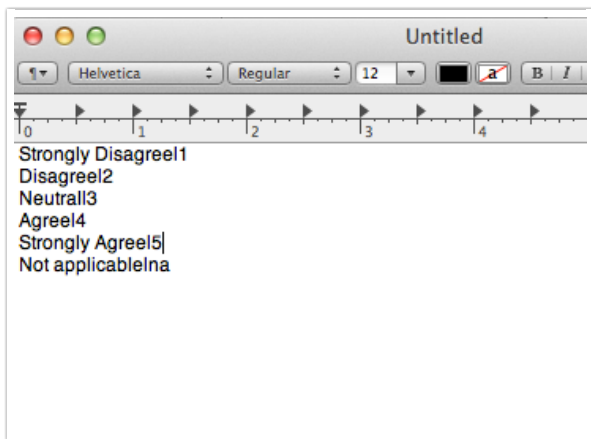 Untitled
¶ Helvetica Regular 12 a B I
0 1 2 3 4
Strongly Disagree|1
Disagree|2
Neutral|3
Agree|4
Strongly Agree|5
Not applicable|na